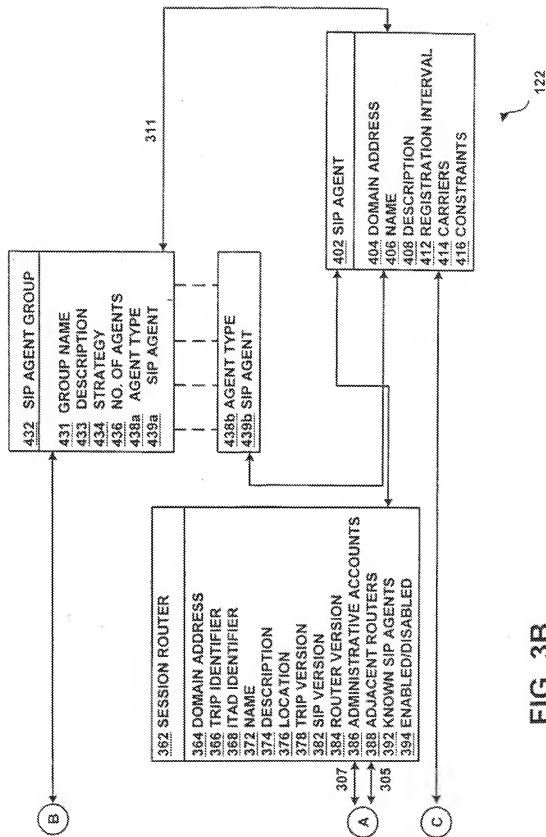 432 SIP AGENT GROUP
431 GROUP NAME
433 DESCRIPTION
434 STRATEGY
436 NO. OF AGENTS
438a AGENT TYPE
439a SIP AGENT
438b AGENT TYPE
439b SIP AGENT
311
402 SIP AGENT
404 DOMAIN ADDRESS
406 NAME
408 DESCRIPTION
412 REGISTRATION INTERVAL
414 CARRIERS
416 CONSTRAINTS
122
362 SESSION ROUTER
364 DOMAIN ADDRESS
366 TRIP IDENTIFIER
368 ITAD IDENTIFIER
372 NAME
374 DESCRIPTION
376 LOCATION
378 TRIP VERSION
382 SIP VERSION
384 ROUTER VERSION
386 ADMINISTRATIVE ACCOUNTS
388 ADJACENT ROUTERS
392 KNOWN SIP AGENTS
394 ENABLED/DISABLED
307
305
B
A
C
FIG. 3B